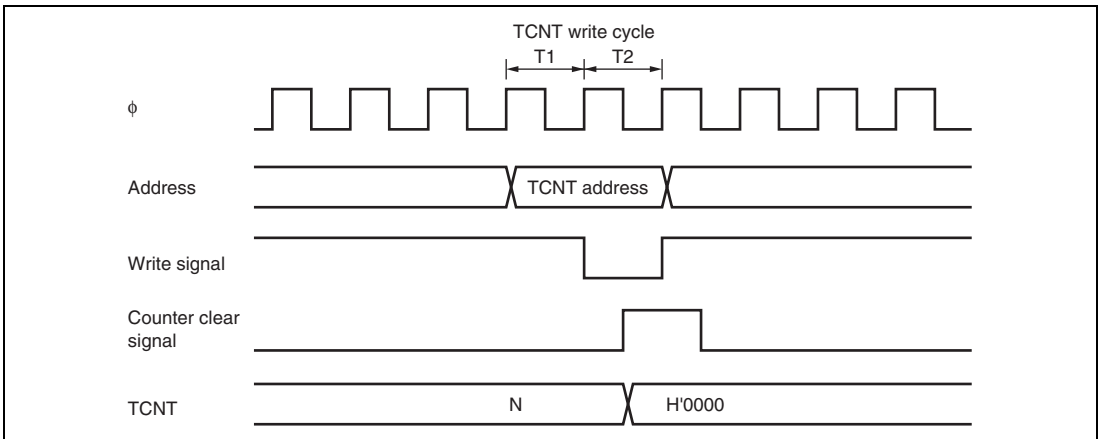 TCNT write cycle
T1 T2
ϕ
Address TCNT address
Write signal
Counter clear
signal
TCNT N H'0000